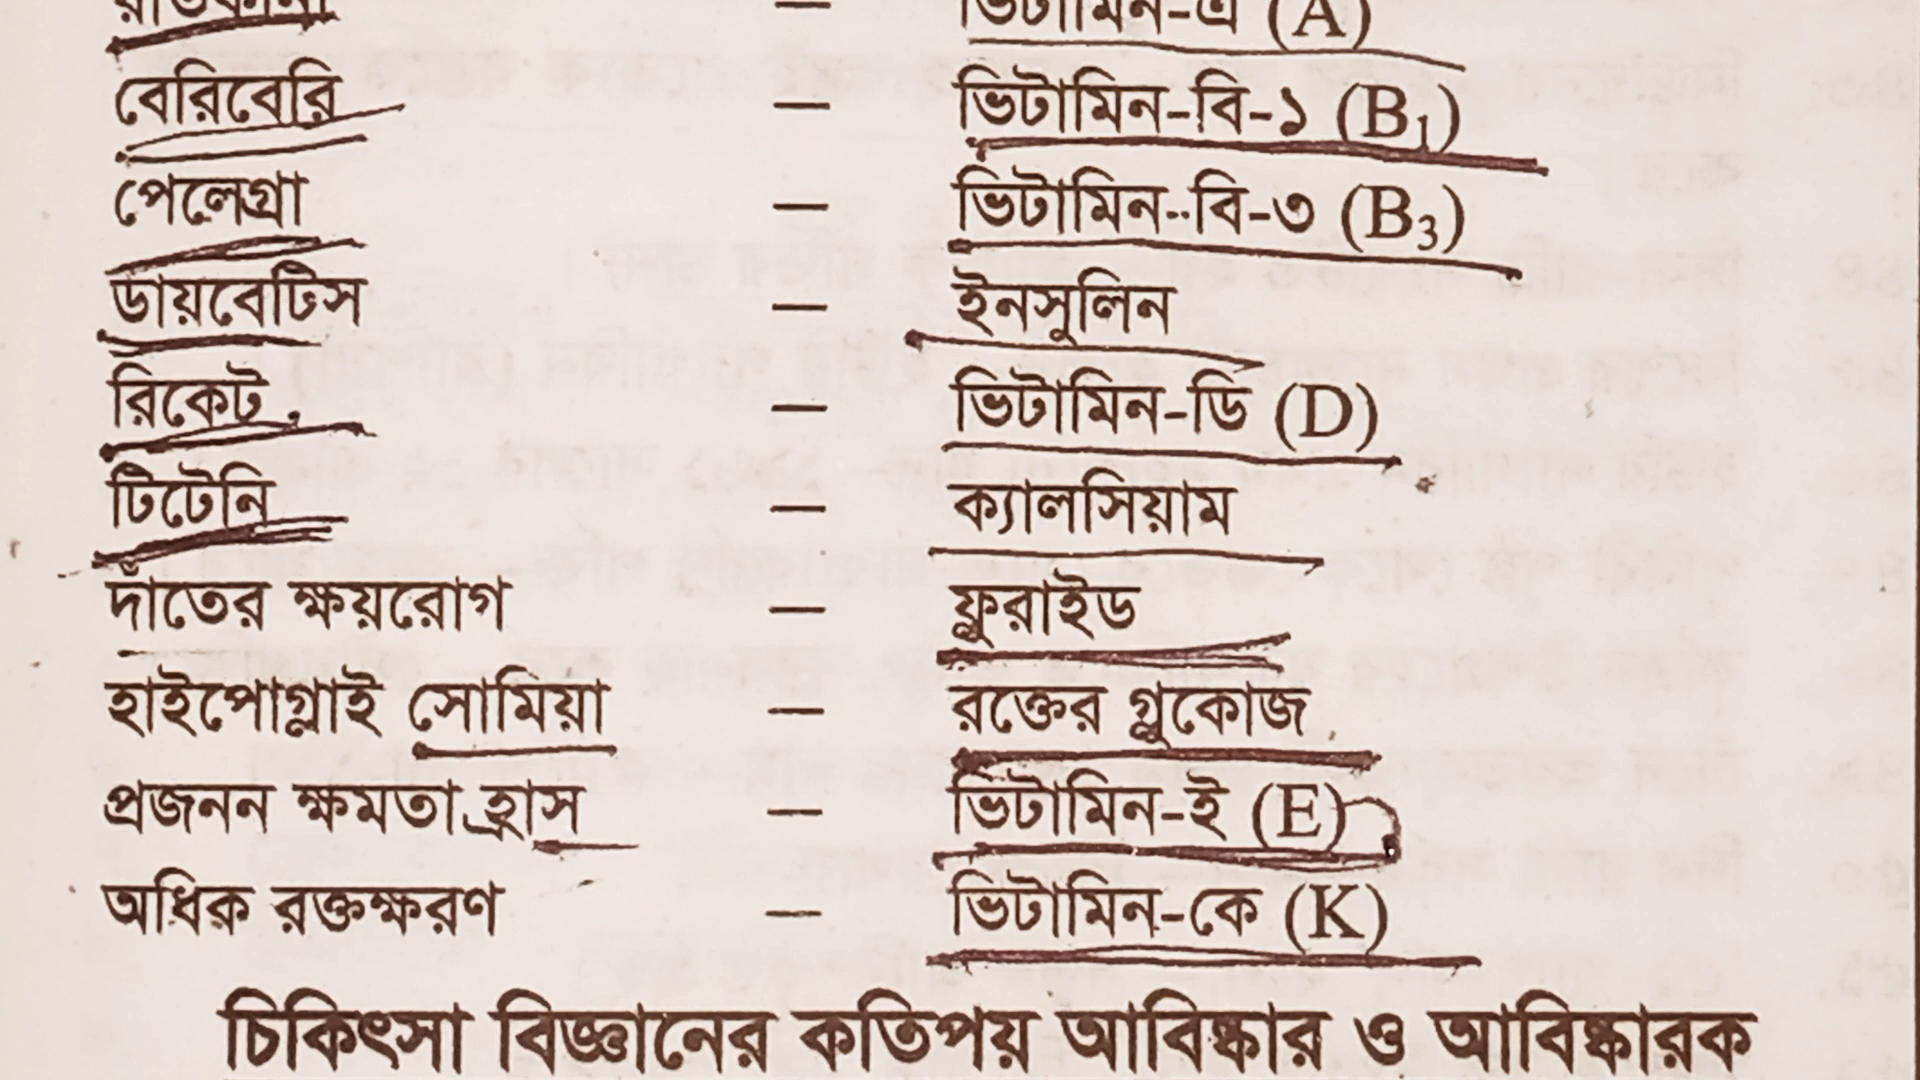 রাতকানা — ভিটামিন-এ (A)
বেরিবেরি — ভিটামিন-বি-১ (B₁)
পেলেগ্রা — ভিটামিন-বি-৩ (B₃)
ডায়বেটিস — ইনসুলিন
রিকেট — ভিটামিন-ডি (D)
টিটেনি — ক্যালসিয়াম
দাঁতের ক্ষয়রোগ — ফ্লুরাইড
হাইপোগ্লাই সোমিয়া — রক্তের গ্লুকোজ
প্রজনন ক্ষমতা হ্রাস — ভিটামিন-ই (E)
অধিক রক্তক্ষরণ — ভিটামিন-কে (K)
চিকিৎসা বিজ্ঞানের কতিপয় আবিষ্কার ও আবিষ্কারক